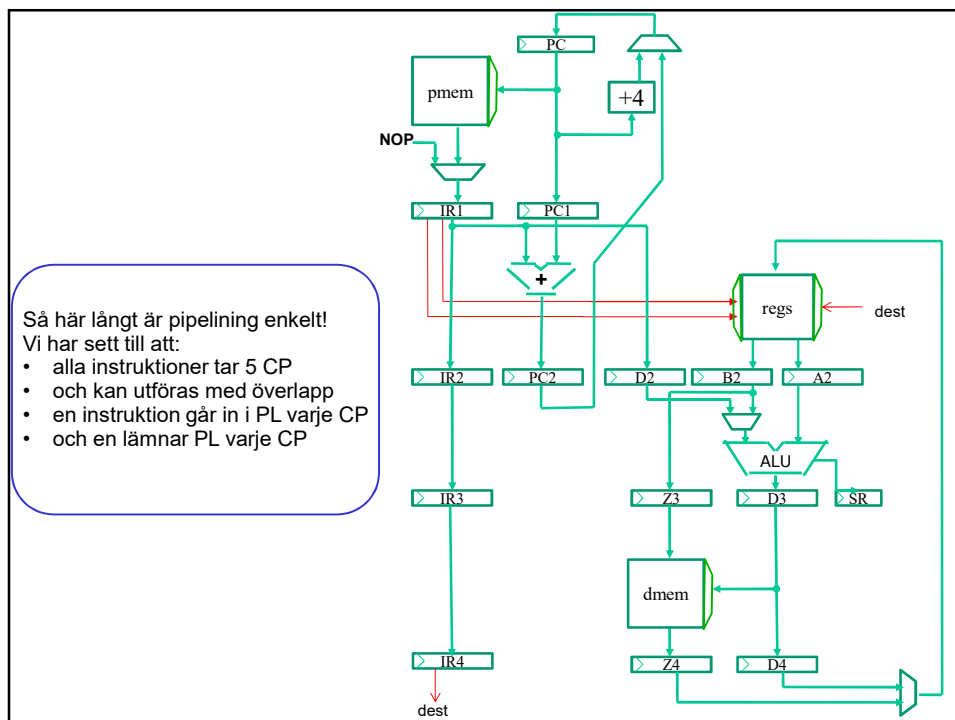 PC
pmem
+4
NOP
IR1
PC1
+
regs
dest
Så här långt är pipelining enkelt!
Vi har sett till att:
• alla instruktioner tar 5 CP
• och kan utföras med överlapp
• en instruktion går in i PL varje CP
• och en lämnar PL varje CP
IR2
PC2
D2
B2
A2
ALU
IR3
Z3
D3
SR
dmem
IR4
Z4
D4
dest